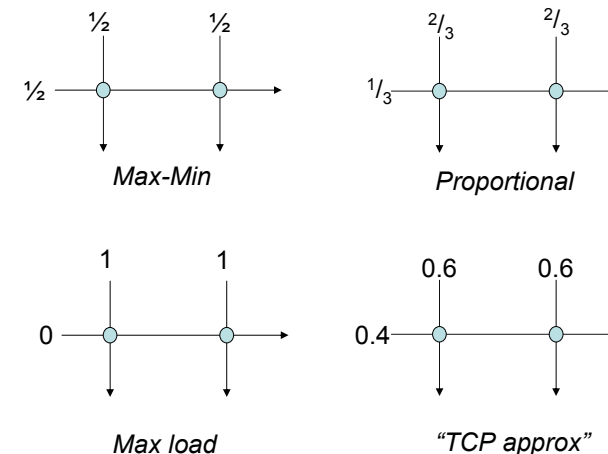 ½ ½
½
Max-Min
2/3 2/3
1/3
Proportional
1 1
0
Max load
0.6 0.6
0.4
“TCP approx”